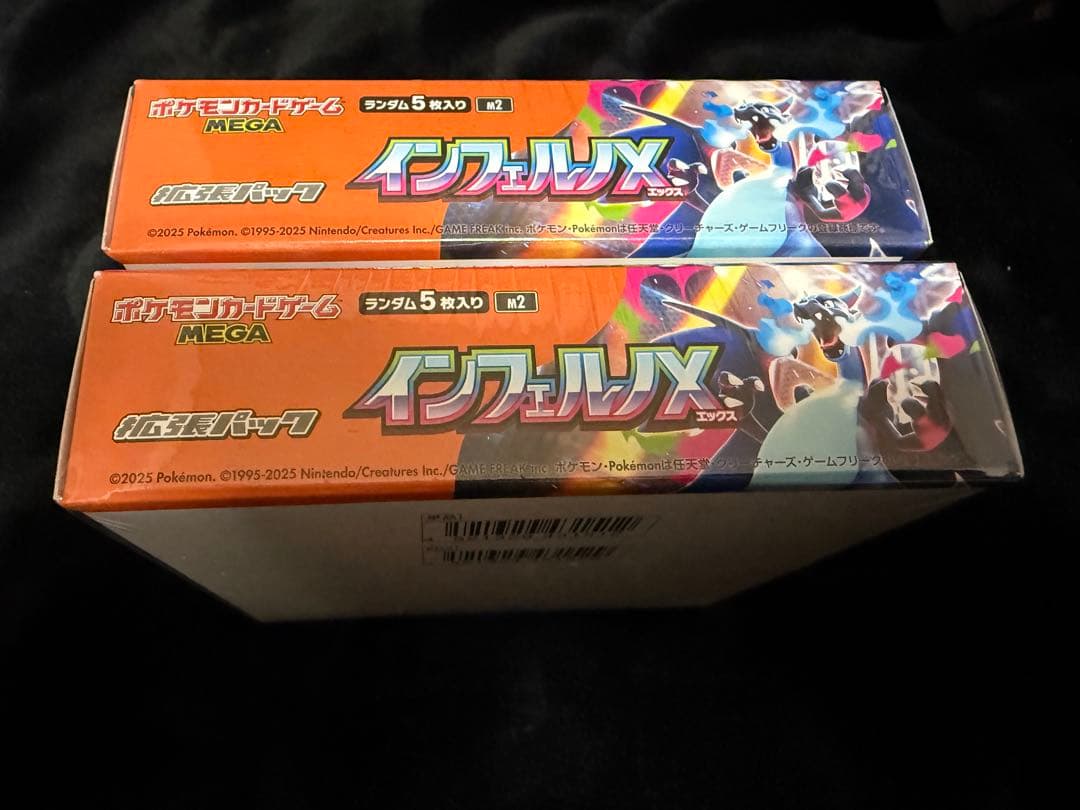 ポケモンカードゲーム
MEGA
ランダム5枚入り M2
インフェルノX
エックス
拡張パック
©2025 Pokémon. ©1995-2025 Nintendo/Creatures Inc./GAME FREAK inc. ポケモン・Pokémonは任天堂・クリーチャーズ・ゲームフリークの登録商標です。
ポケモンカードゲーム
MEGA
ランダム5枚入り M2
インフェルノX
エックス
拡張パック
©2025 Pokémon. ©1995-2025 Nintendo/Creatures Inc./GAME FREAK inc. ポケモン・Pokémonは任天堂・クリーチャーズ・ゲームフリーク